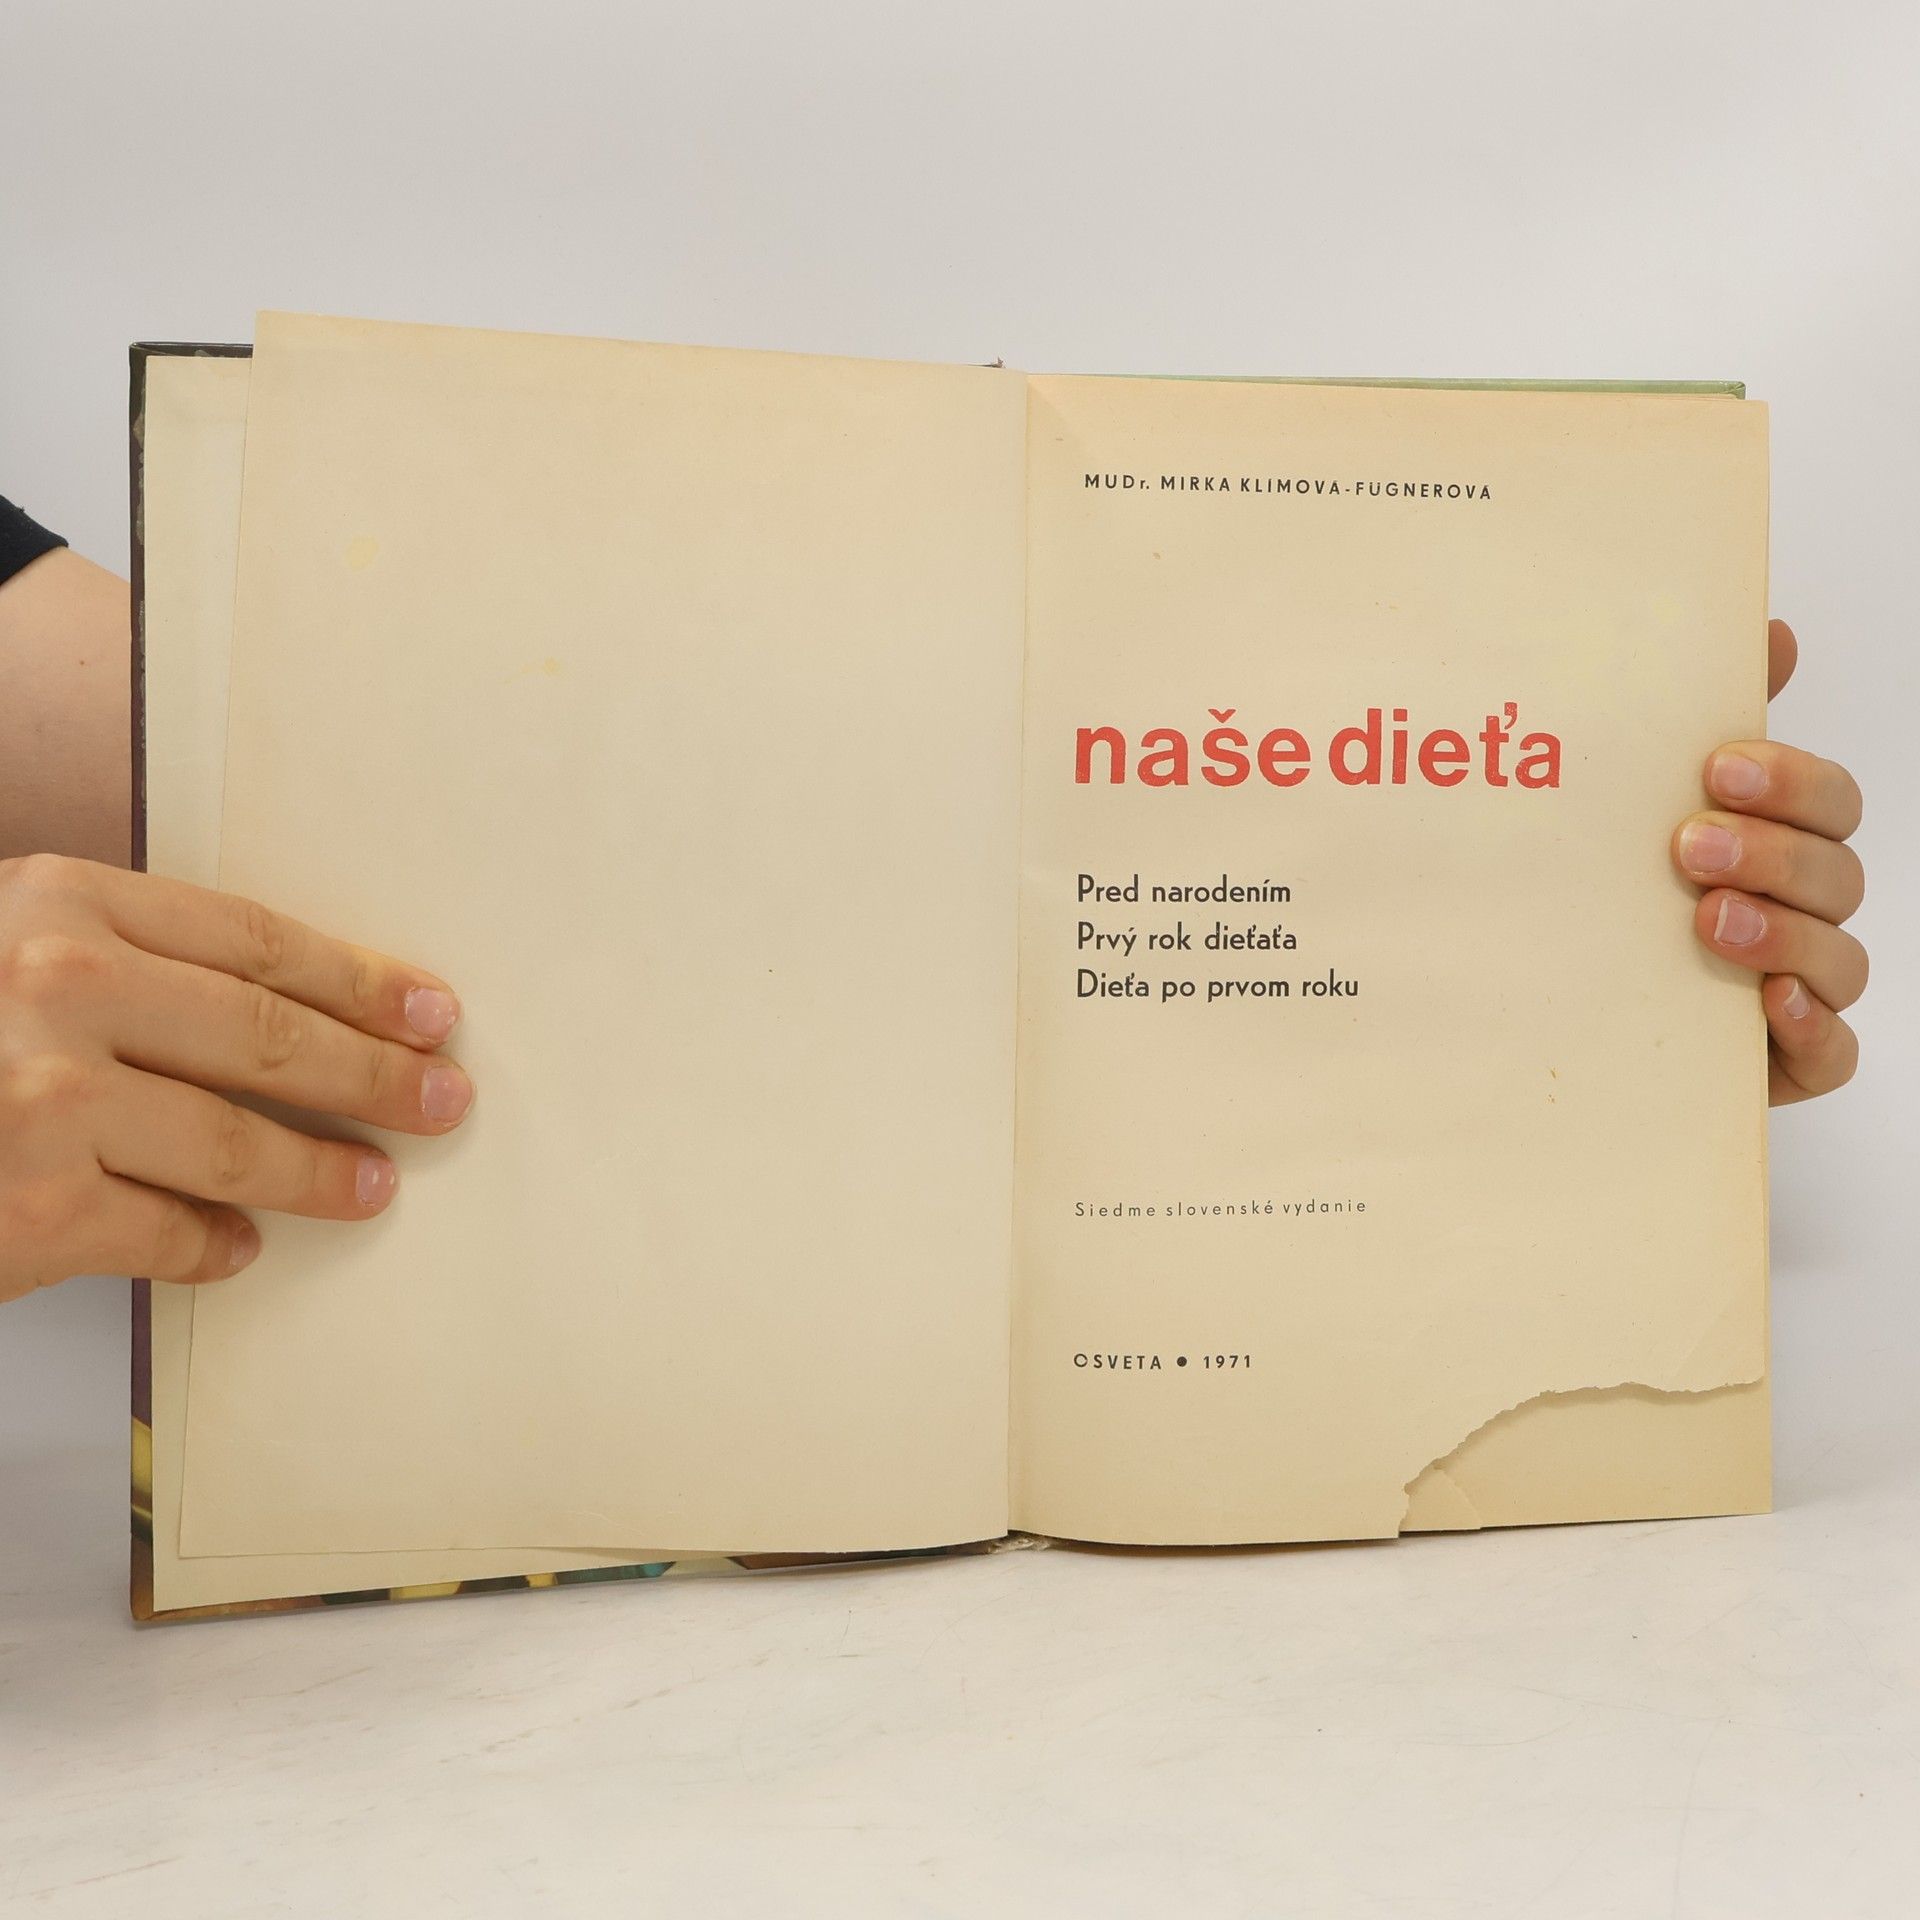 MUDr. MIRKA KLÍMOVÁ-FÜGNEROVÁ
naše dieťa
Pred narodením
Prvý rok dieťaťa
Dieťa po prvom roku
Siedme slovenské vydanie
OSVETA ● 1971